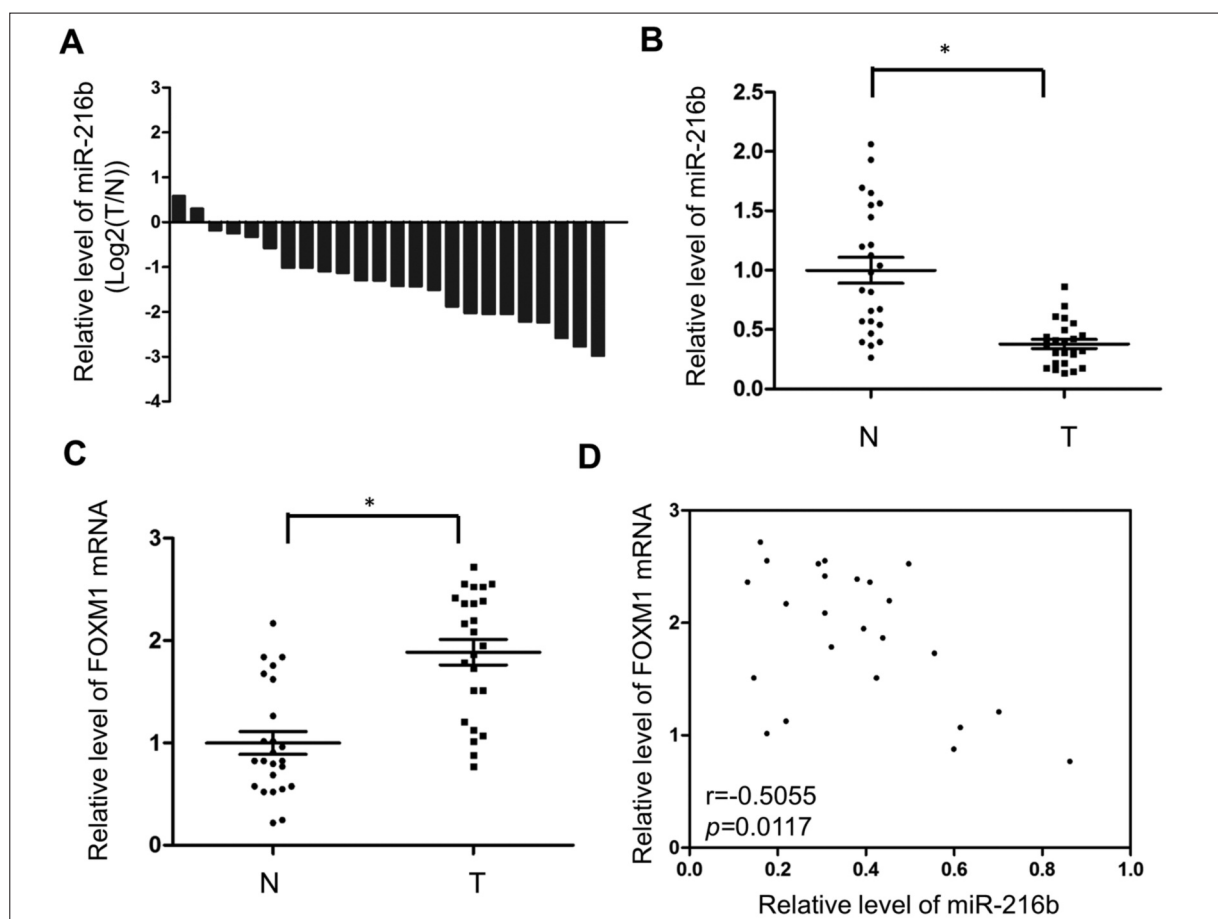 A
Relative level of miR-216b
(Log2(T/N))
3
2
1
0
-1
-2
-3
-4
B
*
Relative level of miR-216b
2.5
2.0
1.5
1.0
0.5
0.0
N
T
C
*
Relative level of FOXM1 mRNA
3
2
1
0
N
T
D
Relative level of FOXM1 mRNA
3
2
1
0
r=-0.5055
p=0.0117
0.0
0.2
0.4
0.6
0.8
1.0
Relative level of miR-216b